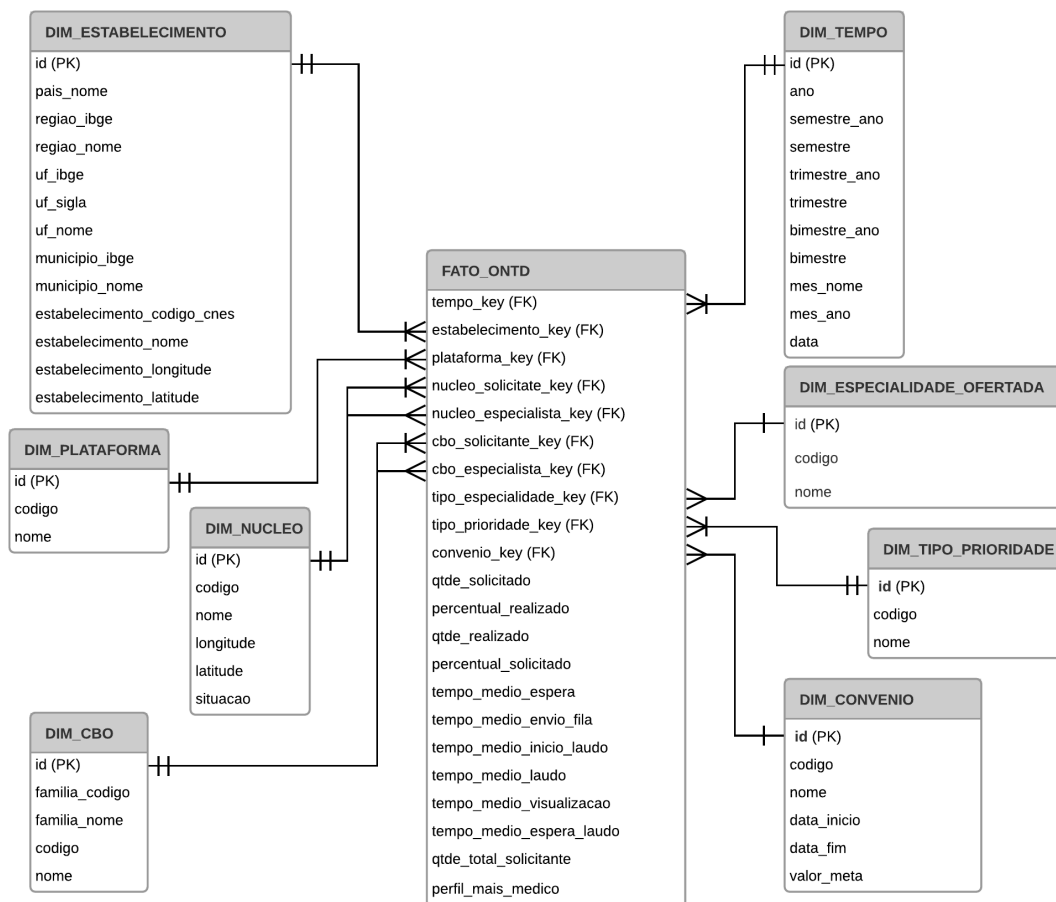 DIM_ESTABELECIMENTO
id (PK)
pais_nome
regiao_ibge
regiao_nome
uf_ibge
uf_sigla
uf_nome
municipio_ibge
municipio_nome
estabelecimento_codigo_cnes
estabelecimento_nome
estabelecimento_longitude
estabelecimento_latitude
DIM_PLATAFORMA
id (PK)
codigo
nome
DIM_NUCLEO
id (PK)
codigo
nome
longitude
latitude
situacao
DIM_CBO
id (PK)
familia_codigo
familia_nome
codigo
nome
FATO_ONTD
tempo_key (FK)
estabelecimento_key (FK)
plataforma_key (FK)
nucleo_solicitate_key (FK)
nucleo_especialista_key (FK)
cbo_solicitante_key (FK)
cbo_especialista_key (FK)
tipo_especialidade_key (FK)
tipo_prioridade_key (FK)
convenio_key (FK)
qtde_solicitado
percentual_realizado
qtde_realizado
percentual_solicitado
tempo_medio_espera
tempo_medio_envio_fila
tempo_medio_inicio_laudo
tempo_medio_laudo
tempo_medio_visualizacao
tempo_medio_espera_laudo
qtde_total_solicitante
perfil_mais_medico
DIM_TEMPO
id (PK)
ano
semestre_ano
semestre
trimestre_ano
trimestre
bimestre_ano
bimestre
mes_nome
mes_ano
data
DIM_ESPECIALIDADE_OFERTADA
id (PK)
codigo
nome
DIM_TIPO_PRIORIDADE
id (PK)
codigo
nome
DIM_CONVENIO
id (PK)
codigo
nome
data_inicio
data_fim
valor_meta